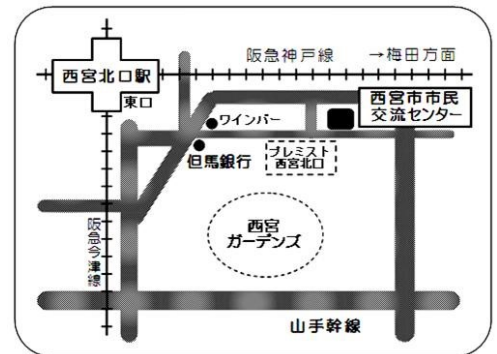 阪急神戸線　→梅田方面
西宮北口駅
東口
西宮市市民
交流センター
ワインバー
但馬銀行
プレミスト
西宮北口
西宮
ガーデンズ
阪急今津線
山手幹線